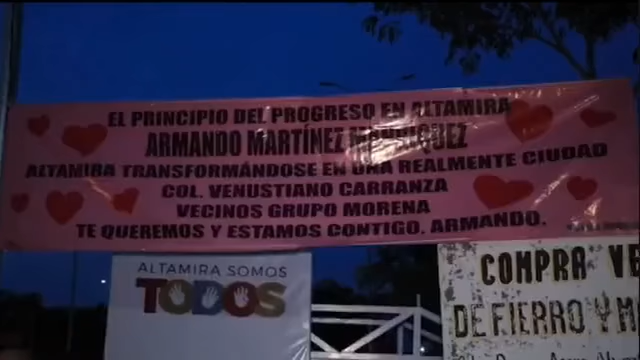 EL PRINCIPIO DEL PROGRESO EN ALTAMIRA
ARMANDO MARTÍNEZ MANRÍQUEZ
ALTAMIRA TRANSFORMÁNDOSE EN UNA REALMENTE CIUDAD
COL. VENUSTIANO CARRANZA
VECINOS GRUPO MORENA
TE QUEREMOS Y ESTAMOS CONTIGO, ARMANDO.
ALTAMIRA SOMOS
TODOS
COMPRA
DE FIERRO Y